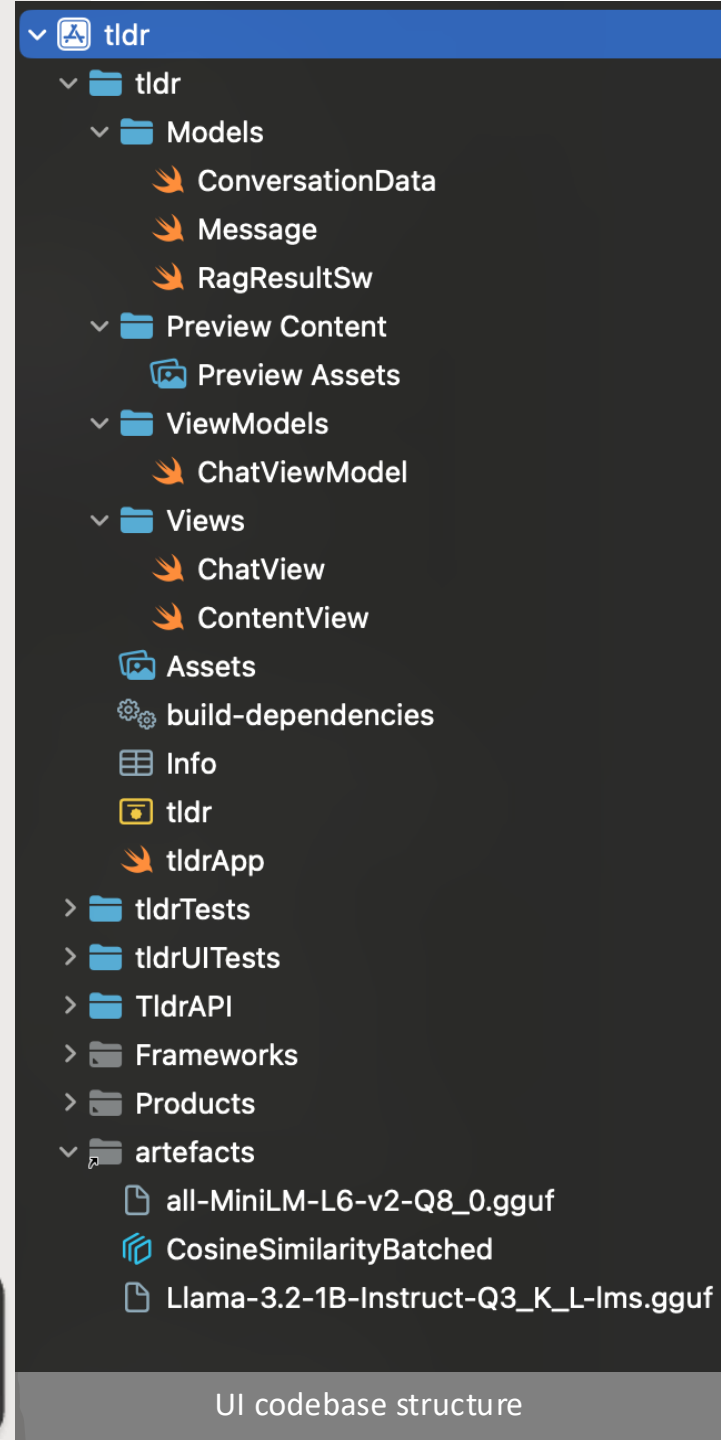 tldr
tldr
Models
ConversationData
Message
RagResultSw
Preview Content
Preview Assets
ViewModels
ChatViewModel
Views
ChatView
ContentView
Assets
build-dependencies
Info
tldr
tldrApp
tldrTests
tldrUITests
TldrAPI
Frameworks
Products
artefacts
all-MiniLM-L6-v2-Q8_0.gguf
CosineSimilarityBatched
Llama-3.2-1B-Instruct-Q3_K_L-lms.gguf
UI codebase structure